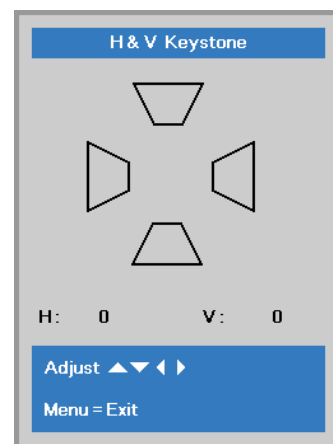 H & V Keystone
H: 0 V: 0
Adjust ▲▼◀▶
Menu = Exit